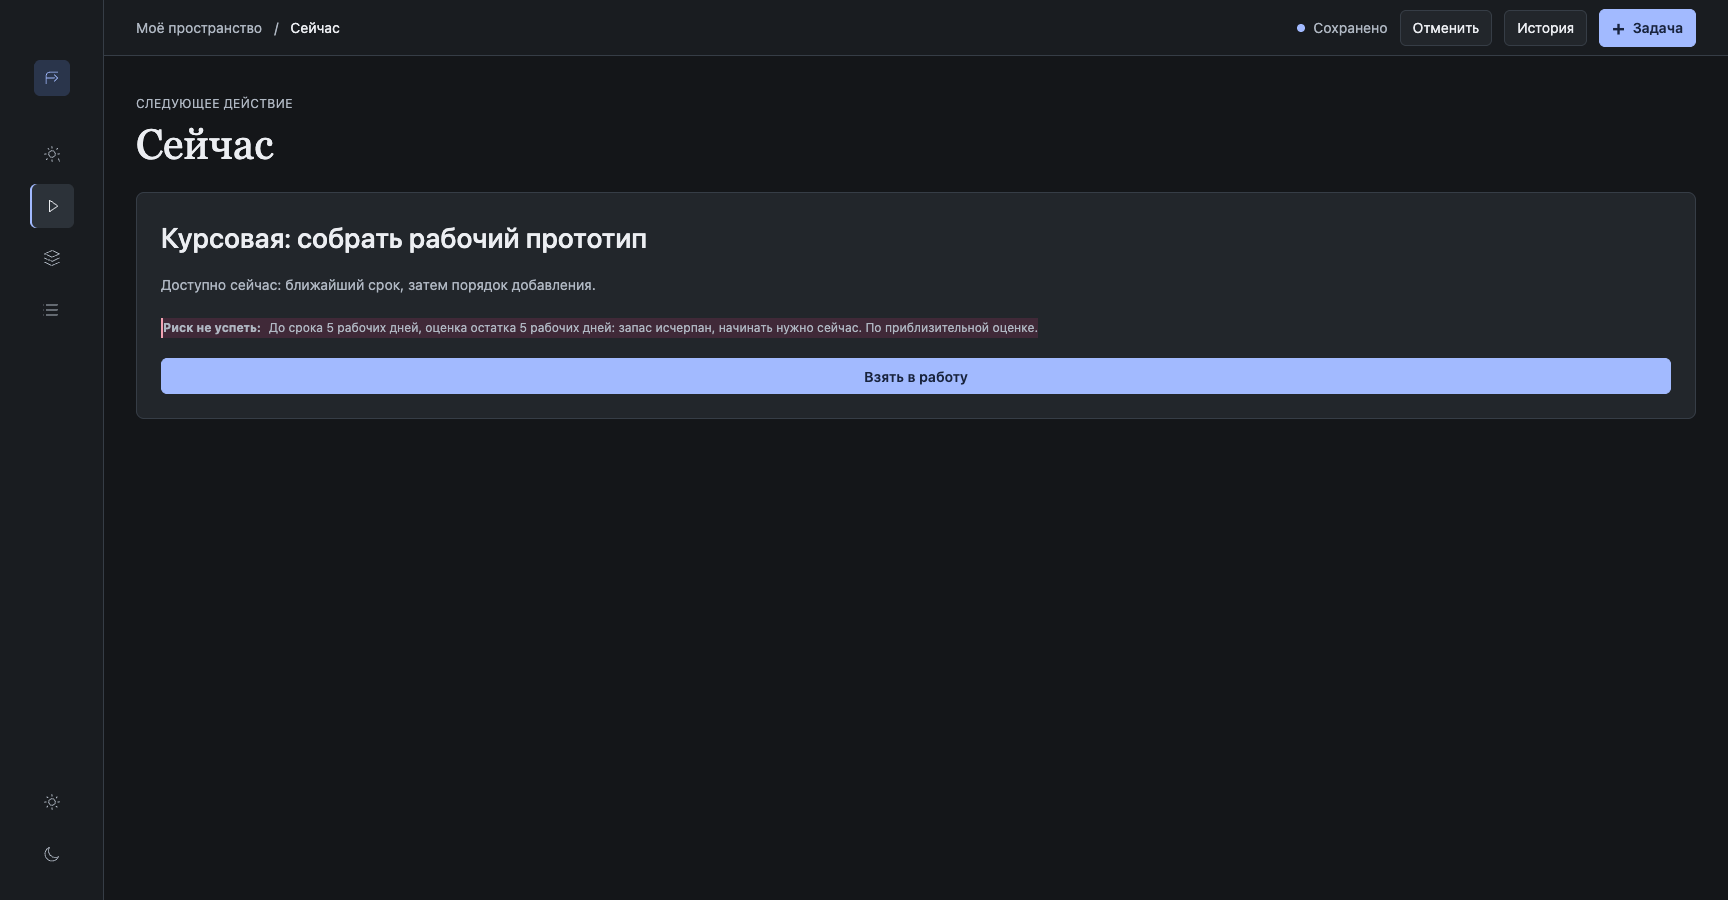 Моё пространство / Сейчас
Сохранено
Отменить
История
+ Задача
СЛЕДУЮЩЕЕ ДЕЙСТВИЕ
Сейчас
Курсовая: собрать рабочий прототип
Доступно сейчас: ближайший срок, затем порядок добавления.
Риск не успеть: До срока 5 рабочих дней, оценка остатка 5 рабочих дней: запас исчерпан, начинать нужно сейчас. По приблизительной оценке.
Взять в работу